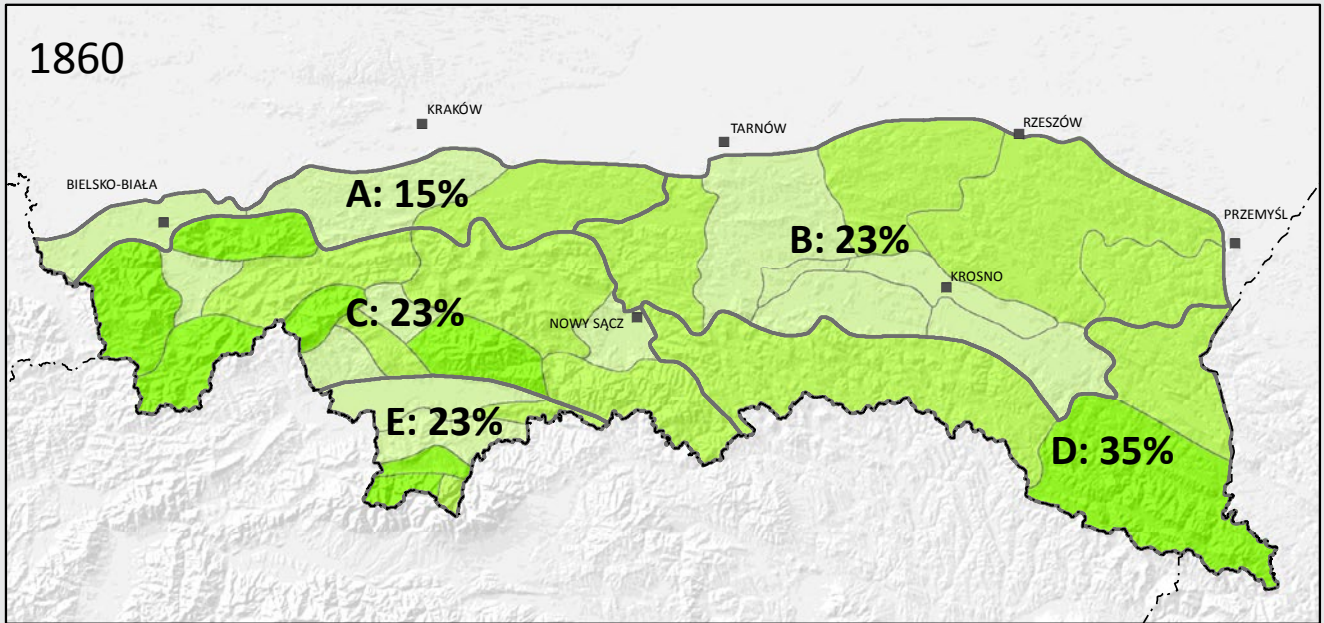 1860
KRAKÓW
TARNÓW
RZESZÓW
BIELSKO-BIAŁA
A: 15%
PRZEMYŚL
B: 23%
KROSNO
C: 23%
NOWY SĄCZ
E: 23%
D: 35%